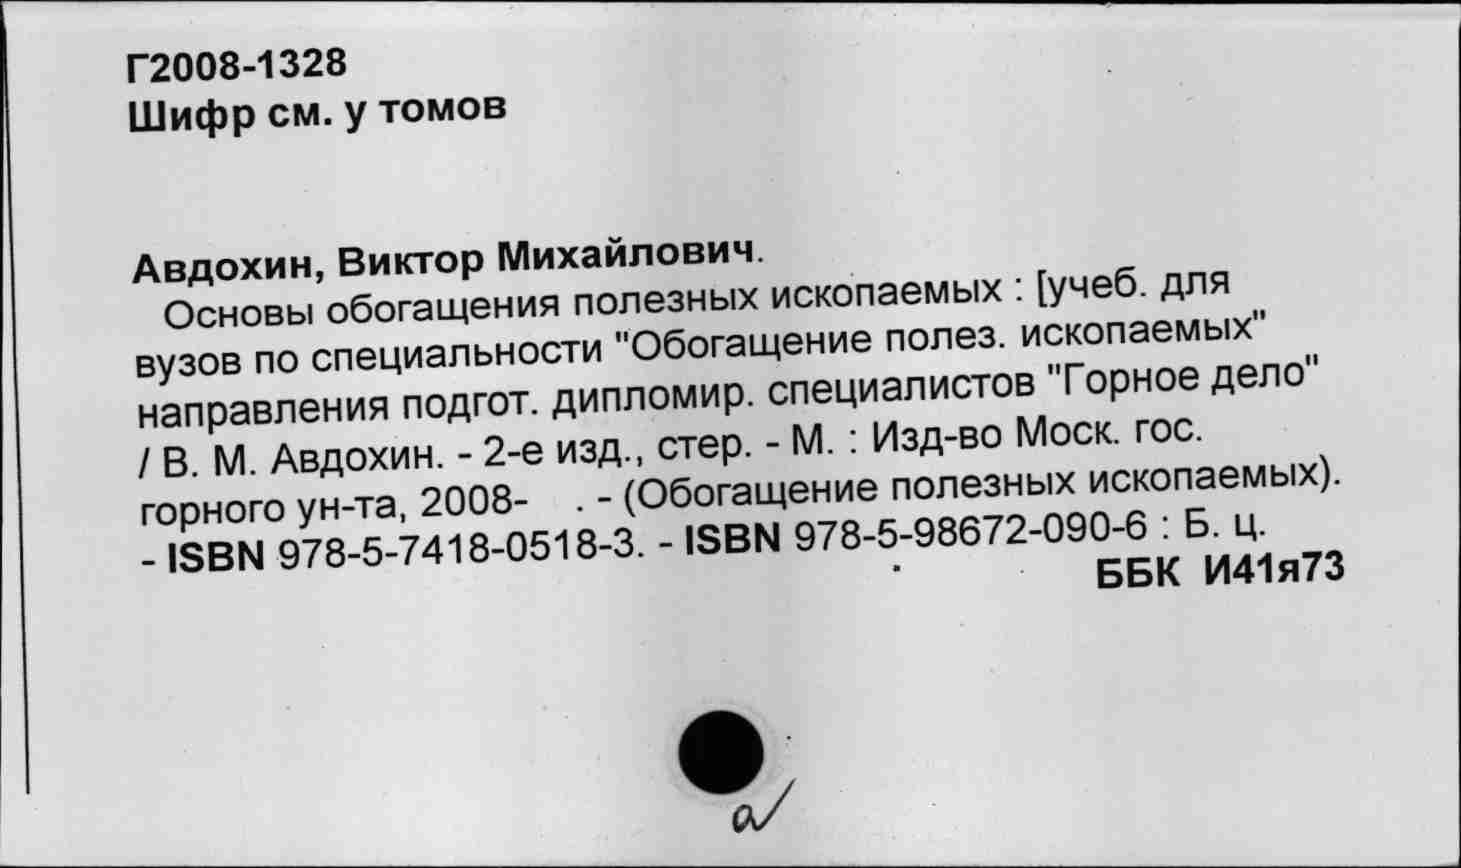 Г2008-1328
Шифр см. у томов
Авдохин, Виктор Михайлович.
Основы обогащения полезных ископаемых : [учеб. для
вузов по специальности "Обогащение полез. ископаемых"
направления подгот. дипломир. специалистов "Горное дело"
/ В. М. Авдохин. - 2-е изд., стер. - М. : Изд-во Моск. гос.
горного ун-та, 2008-    . - (Обогащение полезных ископаемых).
- ISBN 978-5-7418-0518-3. - ISBN 978-5-98672-090-6 : Б. ц.
ББК И41я73